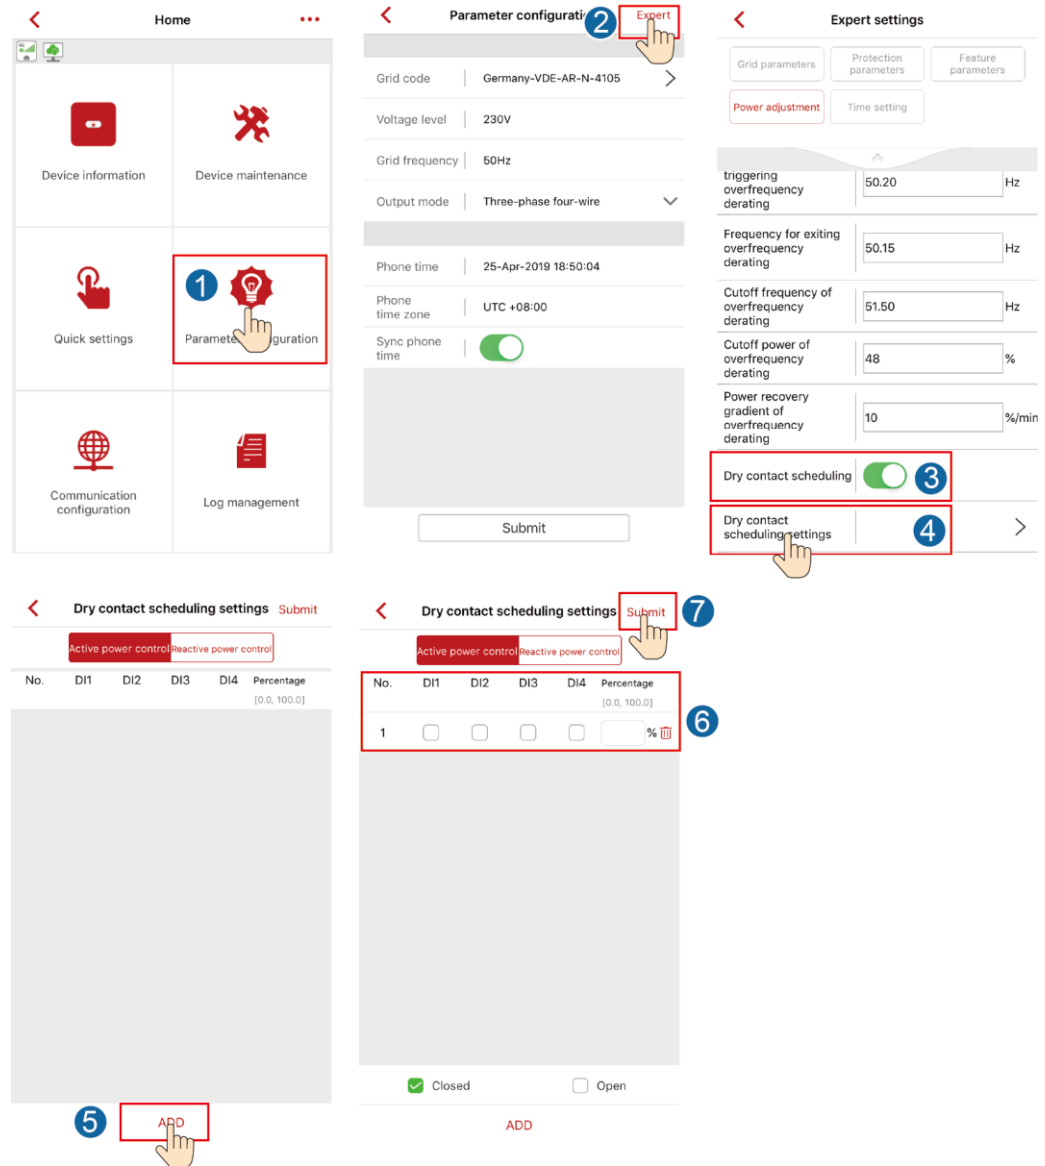 Home
4G
Device information
Device maintenance
1
Quick settings
Parameter configuration
Communication
configuration
Log management
Parameter configurati
2
Expert
Grid code
Germany-VDE-AR-N-4105
Voltage level
230V
Grid frequency
50Hz
Output mode
Three-phase four-wire
Phone time
25-Apr-2019 18:50:04
Phone
time zone
UTC +08:00
Sync phone
time
Submit
Expert settings
Grid parameters
Protection
parameters
Feature
parameters
Power adjustment
Time setting
triggering
overfrequency
derating
50.20
Hz
Frequency for exiting
overfrequency
derating
50.15
Hz
Cutoff frequency of
overfrequency
derating
51.50
Hz
Cutoff power of
overfrequency
derating
48
%
Power recovery
gradient of
overfrequency
derating
10
%/min
Dry contact scheduling
3
Dry contact
scheduling settings
4
Dry contact scheduling settings Submit
Active power control Reactive power control
No. DI1 DI2 DI3 DI4 Percentage
[0.0, 100.0]
5
ADD
Dry contact scheduling settings Submit
7
Active power control Reactive power control
No. DI1 DI2 DI3 DI4 Percentage
[0.0, 100.0]
1 %
6
Closed Open
ADD